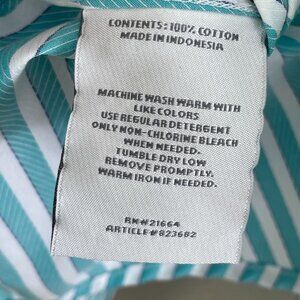 CONTENTS: 100% COTTON
MADE IN INDONESIA
MACHINE WASH WARM WITH
LIKE COLORS
USE REGULAR DETERGENT
ONLY NON-CHLORINE BLEACH
WHEN NEEDED.
TUMBLE DRY LOW
REMOVE PROMPTLY.
WARM IRON IF NEEDED.
RN#21664
ARTICLE#823682